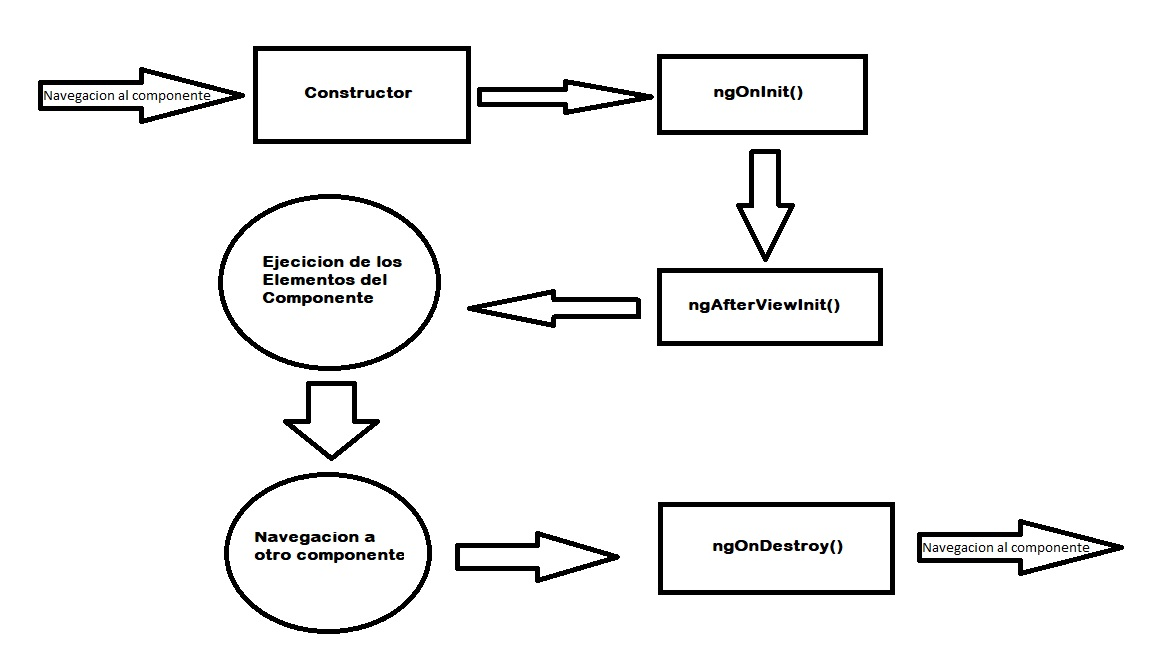 Navegacion al componente
Constructor
ngOnInit()
ngAfterViewInit()
Ejecicion de los
Elementos del
Componente
Navegacion a
otro componente
ngOnDestroy()
Navegacion al componente